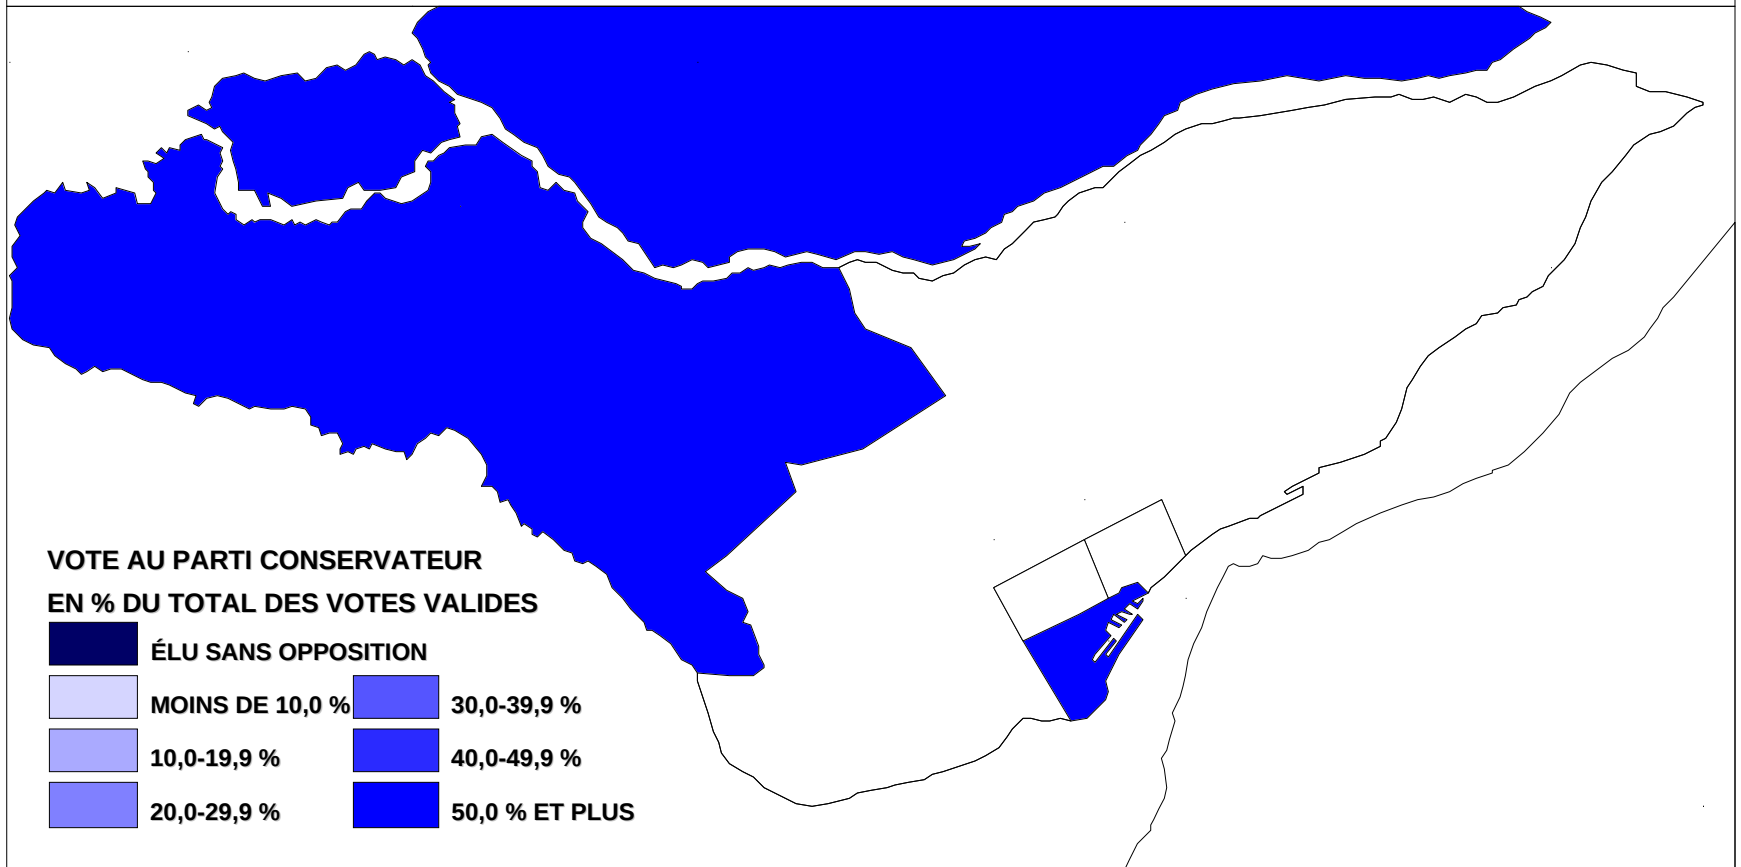 VOTE AU PARTI CONSERVATEUR
EN % DU TOTAL DES VOTES VALIDES
ÉLU SANS OPPOSITION
MOINS DE 10,0 %
10,0-19,9 %
20,0-29,9 %
30,0-39,9 %
40,0-49,9 %
50,0 % ET PLUS